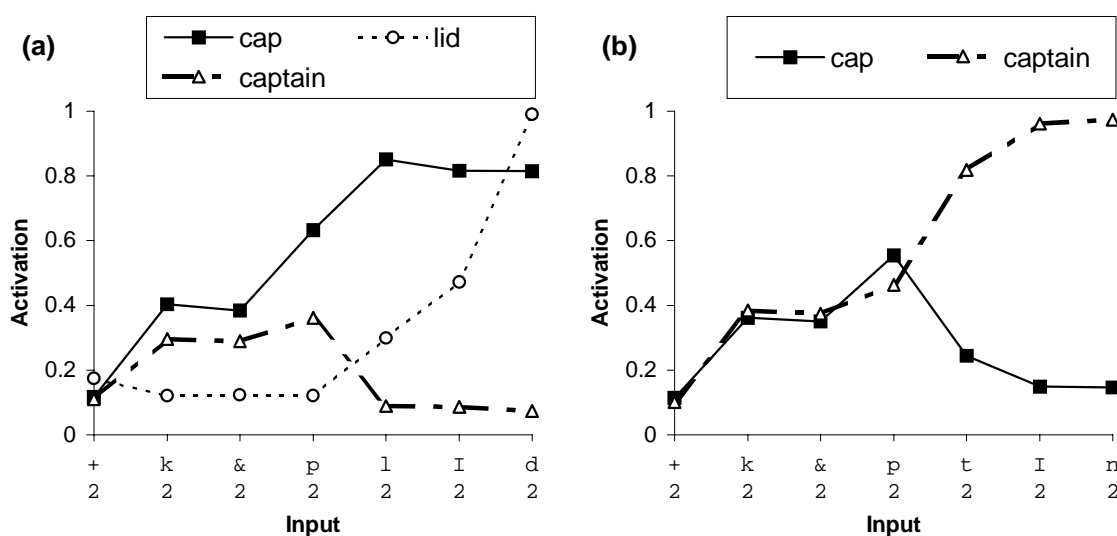 (a)
cap
lid
captain
1
0.8
0.6
0.4
0.2
0
Activation
+ k & p l I d
2 2 2 2 2 2 2
Input
(b)
cap
captain
1
0.8
0.6
0.4
0.2
0
Activation
+ k & p t I n
2 2 2 2 2 2 2
Input